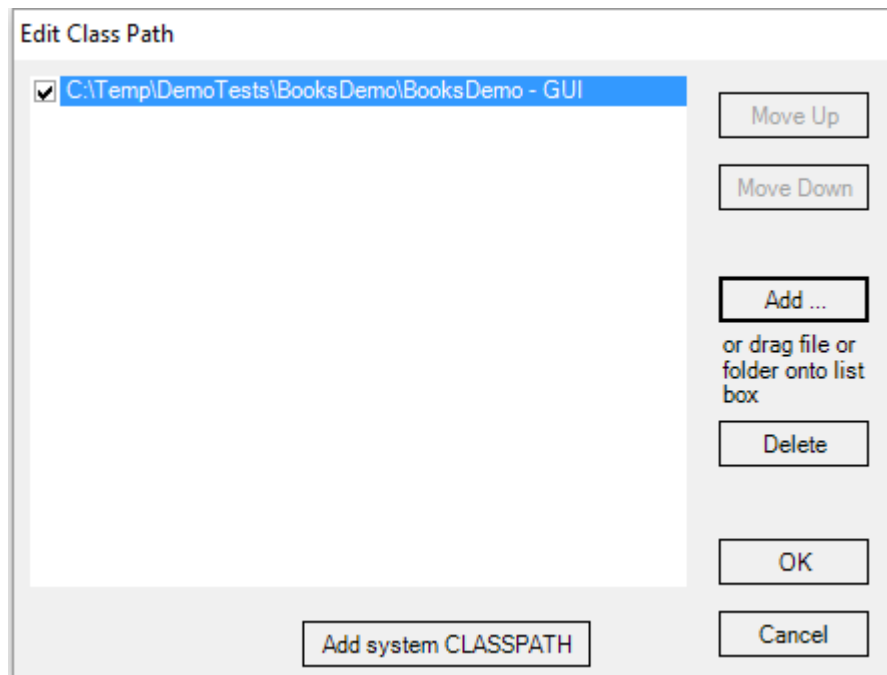 Edit Class Path
C:\Temp\DemoTests\BooksDemo\BooksDemo - GUI
Move Up
Move Down
Add ...
or drag file or
folder onto list
box
Delete
OK
Cancel
Add system CLASSPATH